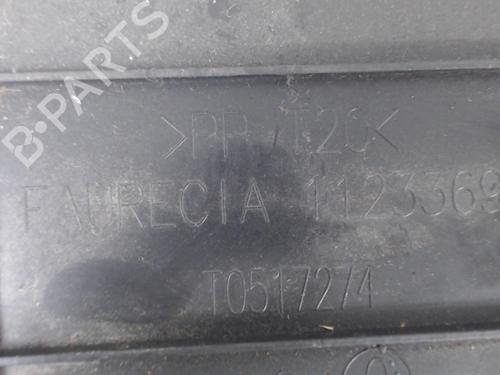 B-PARTS
>PP/T20<
FAURECIA 1123369
T0517274